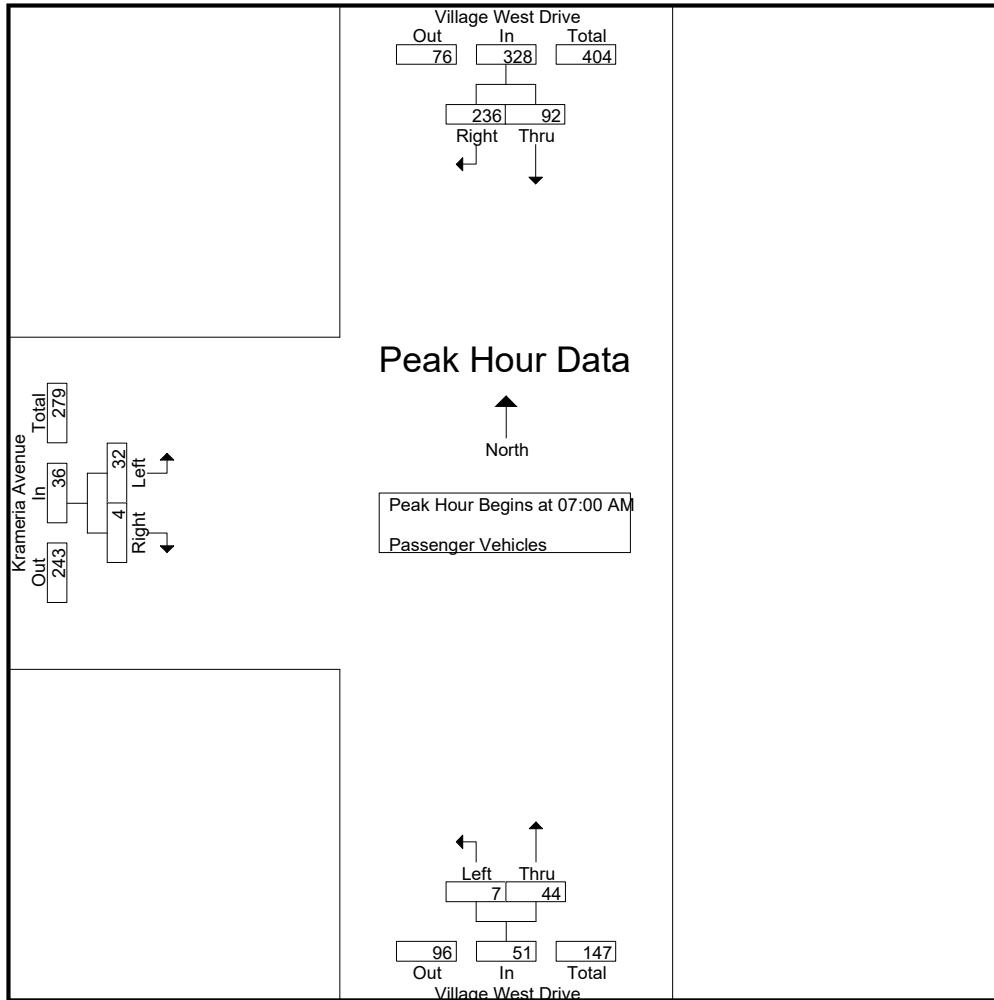 Village West Drive
Out In Total
76 328 404
236 92
Right Thru
Peak Hour Data
North
Peak Hour Begins at 07:00 AM
Passenger Vehicles
Krameria Avenue
Out In Total
243 36 279
Right Left
4 32
Left Thru
7 44
96 51 147
Out In Total
Village West Drive